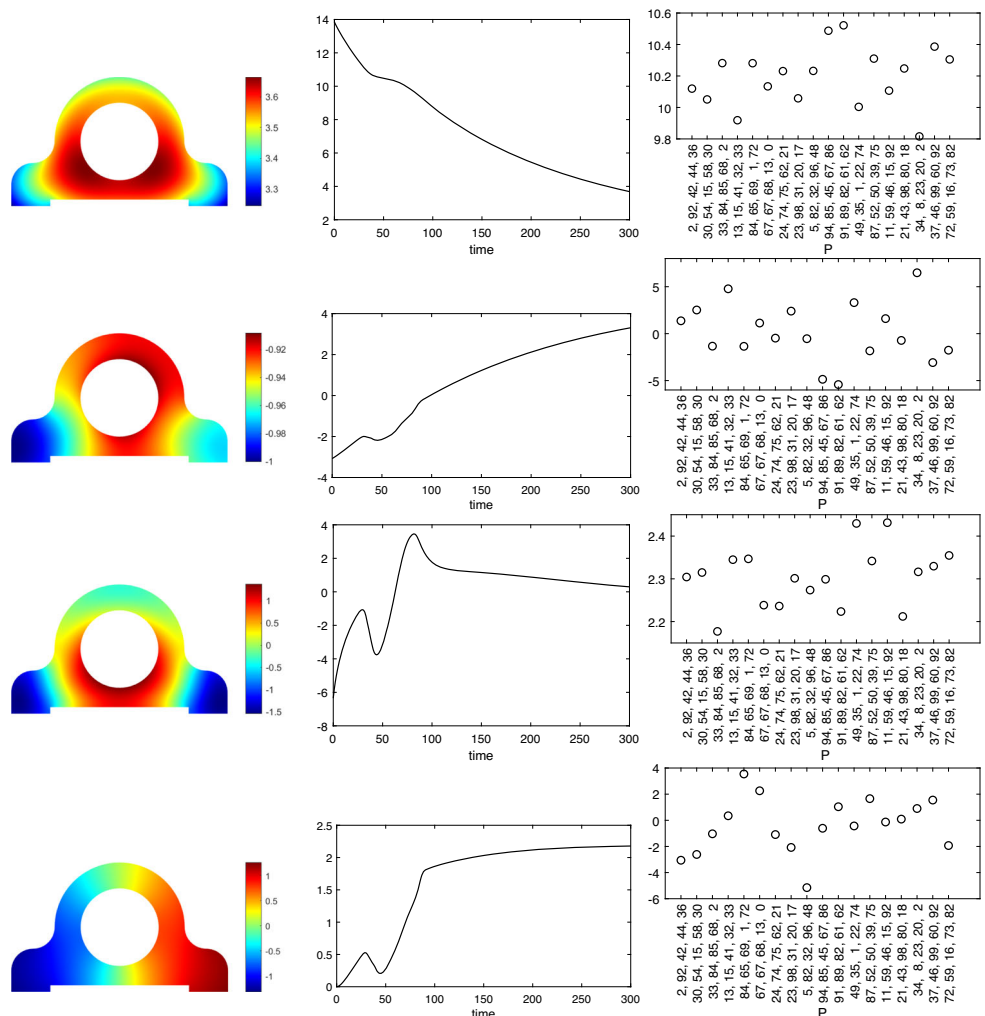 3.6
3.5
3.4
3.3
14
12
10
8
6
4
2
0 50 100 150 200 250 300
time
10.6
10.4
10.2
10
9.8
2, 92, 42, 44, 36
30, 54, 15, 58, 30
33, 84, 85, 68, 2
13, 15, 41, 32, 33
84, 65, 69, 1, 72
67, 67, 68, 13, 0
24, 74, 75, 62, 21
23, 98, 31, 20, 17
5, 82, 32, 96, 48
94, 85, 45, 67, 86
91, 89, 82, 61, 62
49, 35, 1, 22, 74
87, 52, 50, 39, 75
11, 59, 46, 15, 92
21, 43, 98, 80, 18
34, 8, 23, 20, 2
37, 46, 99, 60, 92
72, 59, 16, 73, 82
P
-0.92
-0.94
-0.96
-0.98
-1
4
2
0
-2
-4
0 50 100 150 200 250 300
time
5
0
-5
2, 92, 42, 44, 36
30, 54, 15, 58, 30
33, 84, 85, 68, 2
13, 15, 41, 32, 33
84, 65, 69, 1, 72
67, 67, 68, 13, 0
24, 74, 75, 62, 21
23, 98, 31, 20, 17
5, 82, 32, 96, 48
94, 85, 45, 67, 86
91, 89, 82, 61, 62
49, 35, 1, 22, 74
87, 52, 50, 39, 75
11, 59, 46, 15, 92
21, 43, 98, 80, 18
34, 8, 23, 20, 2
37, 46, 99, 60, 92
72, 59, 16, 73, 82
P
1
0.5
0
-0.5
-1
-1.5
4
2
0
-2
-4
-6
-8
0 50 100 150 200 250 300
time
2.4
2.3
2.2
2, 92, 42, 44, 36
30, 54, 15, 58, 30
33, 84, 85, 68, 2
13, 15, 41, 32, 33
84, 65, 69, 1, 72
67, 67, 68, 13, 0
24, 74, 75, 62, 21
23, 98, 31, 20, 17
5, 82, 32, 96, 48
94, 85, 45, 67, 86
91, 89, 82, 61, 62
49, 35, 1, 22, 74
87, 52, 50, 39, 75
11, 59, 46, 15, 92
21, 43, 98, 80, 18
34, 8, 23, 20, 2
37, 46, 99, 60, 92
72, 59, 16, 73, 82
P
1
0.5
0
-0.5
-1
2.5
2
1.5
1
0.5
0
0 50 100 150 200 250 300
time
4
2
0
-2
-4
-6
2, 92, 42, 44, 36
30, 54, 15, 58, 30
33, 84, 85, 68, 2
13, 15, 41, 32, 33
84, 65, 69, 1, 72
67, 67, 68, 13, 0
24, 74, 75, 62, 21
23, 98, 31, 20, 17
5, 82, 32, 96, 48
94, 85, 45, 67, 86
91, 89, 82, 61, 62
49, 35, 1, 22, 74
87, 52, 50, 39, 75
11, 59, 46, 15, 92
21, 43, 98, 80, 18
34, 8, 23, 20, 2
37, 46, 99, 60, 92
72, 59, 16, 73, 82
P